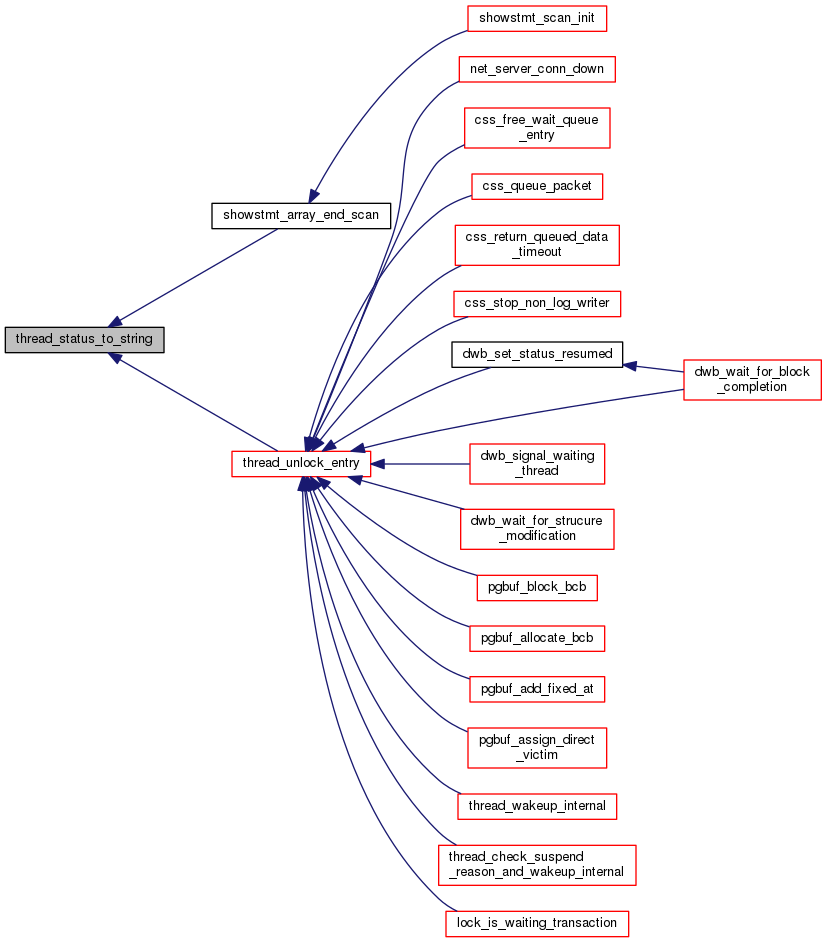 showstmt_scan_init
net_server_conn_down
css_free_wait_queue
_entry
css_queue_packet
showstmt_array_end_scan
css_return_queued_data
_timeout
css_stop_non_log_writer
thread_status_to_string
dwb_set_status_resumed
dwb_wait_for_block
_completion
thread_unlock_entry
dwb_signal_waiting
_thread
dwb_wait_for_strucure
_modification
pgbuf_block_bcb
pgbuf_allocate_bcb
pgbuf_add_fixed_at
pgbuf_assign_direct
_victim
thread_wakeup_internal
thread_check_suspend
_reason_and_wakeup_internal
lock_is_waiting_transaction